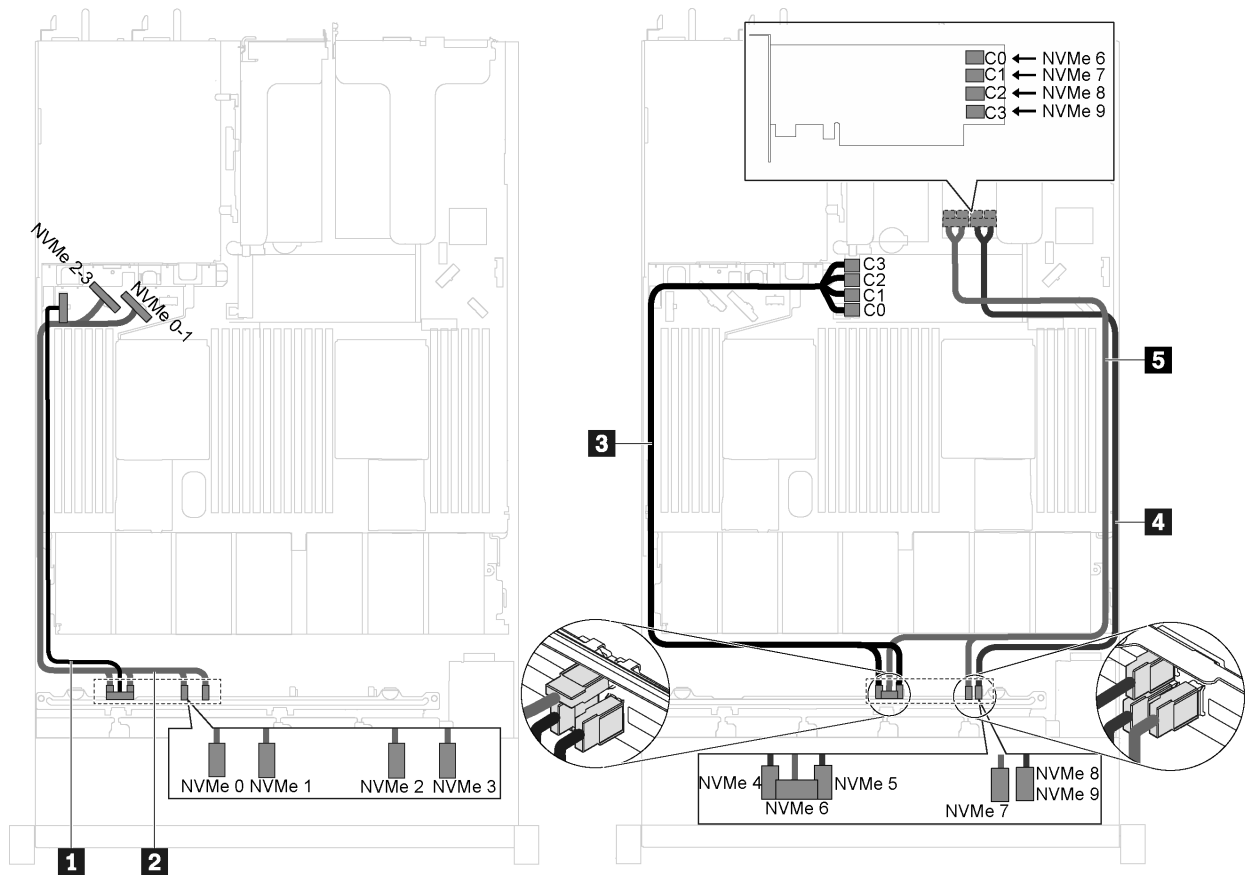 NVMe 2-3
NVMe 0-1
1
2
NVMe 0
NVMe 1
NVMe 2
NVMe 3
C0 NVMe 6
C1 NVMe 7
C2 NVMe 8
C3 NVMe 9
C3
C2
C1
C0
3
5
4
NVMe 4
NVMe 5
NVMe 6
NVMe 7
NVMe 8
NVMe 9